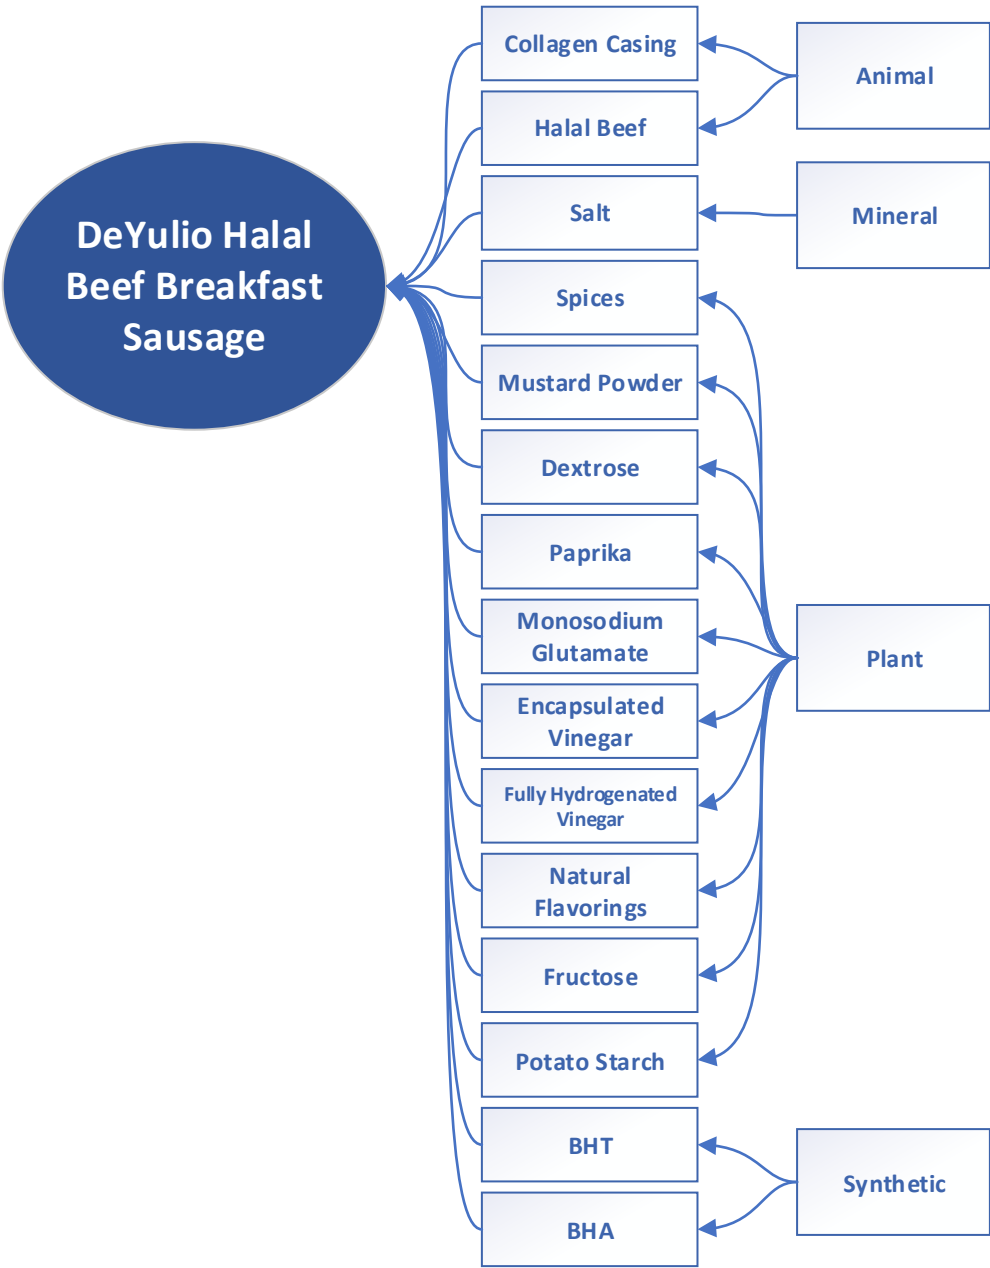 DeYulio Halal
Beef Breakfast
Sausage
Collagen Casing
Halal Beef
Salt
Spices
Mustard Powder
Dextrose
Paprika
Monosodium
Glutamate
Encapsulated
Vinegar
Fully Hydrogenated
Vinegar
Natural
Flavorings
Fructose
Potato Starch
BHT
BHA
Animal
Mineral
Plant
Synthetic